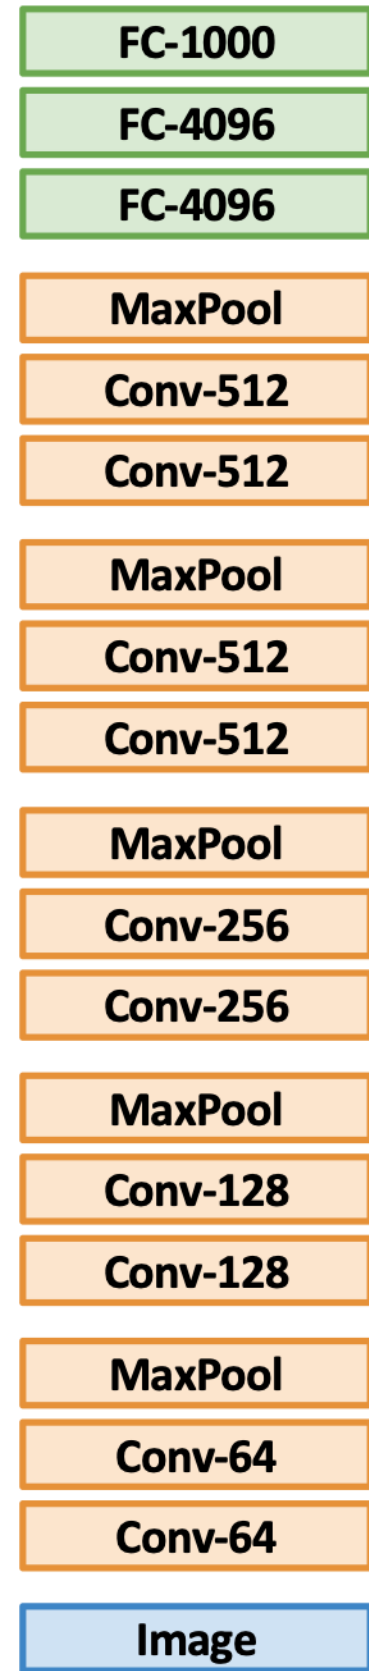 FC-1000
FC-4096
FC-4096
MaxPool
Conv-512
Conv-512
MaxPool
Conv-512
Conv-512
MaxPool
Conv-256
Conv-256
MaxPool
Conv-128
Conv-128
MaxPool
Conv-64
Conv-64
Image